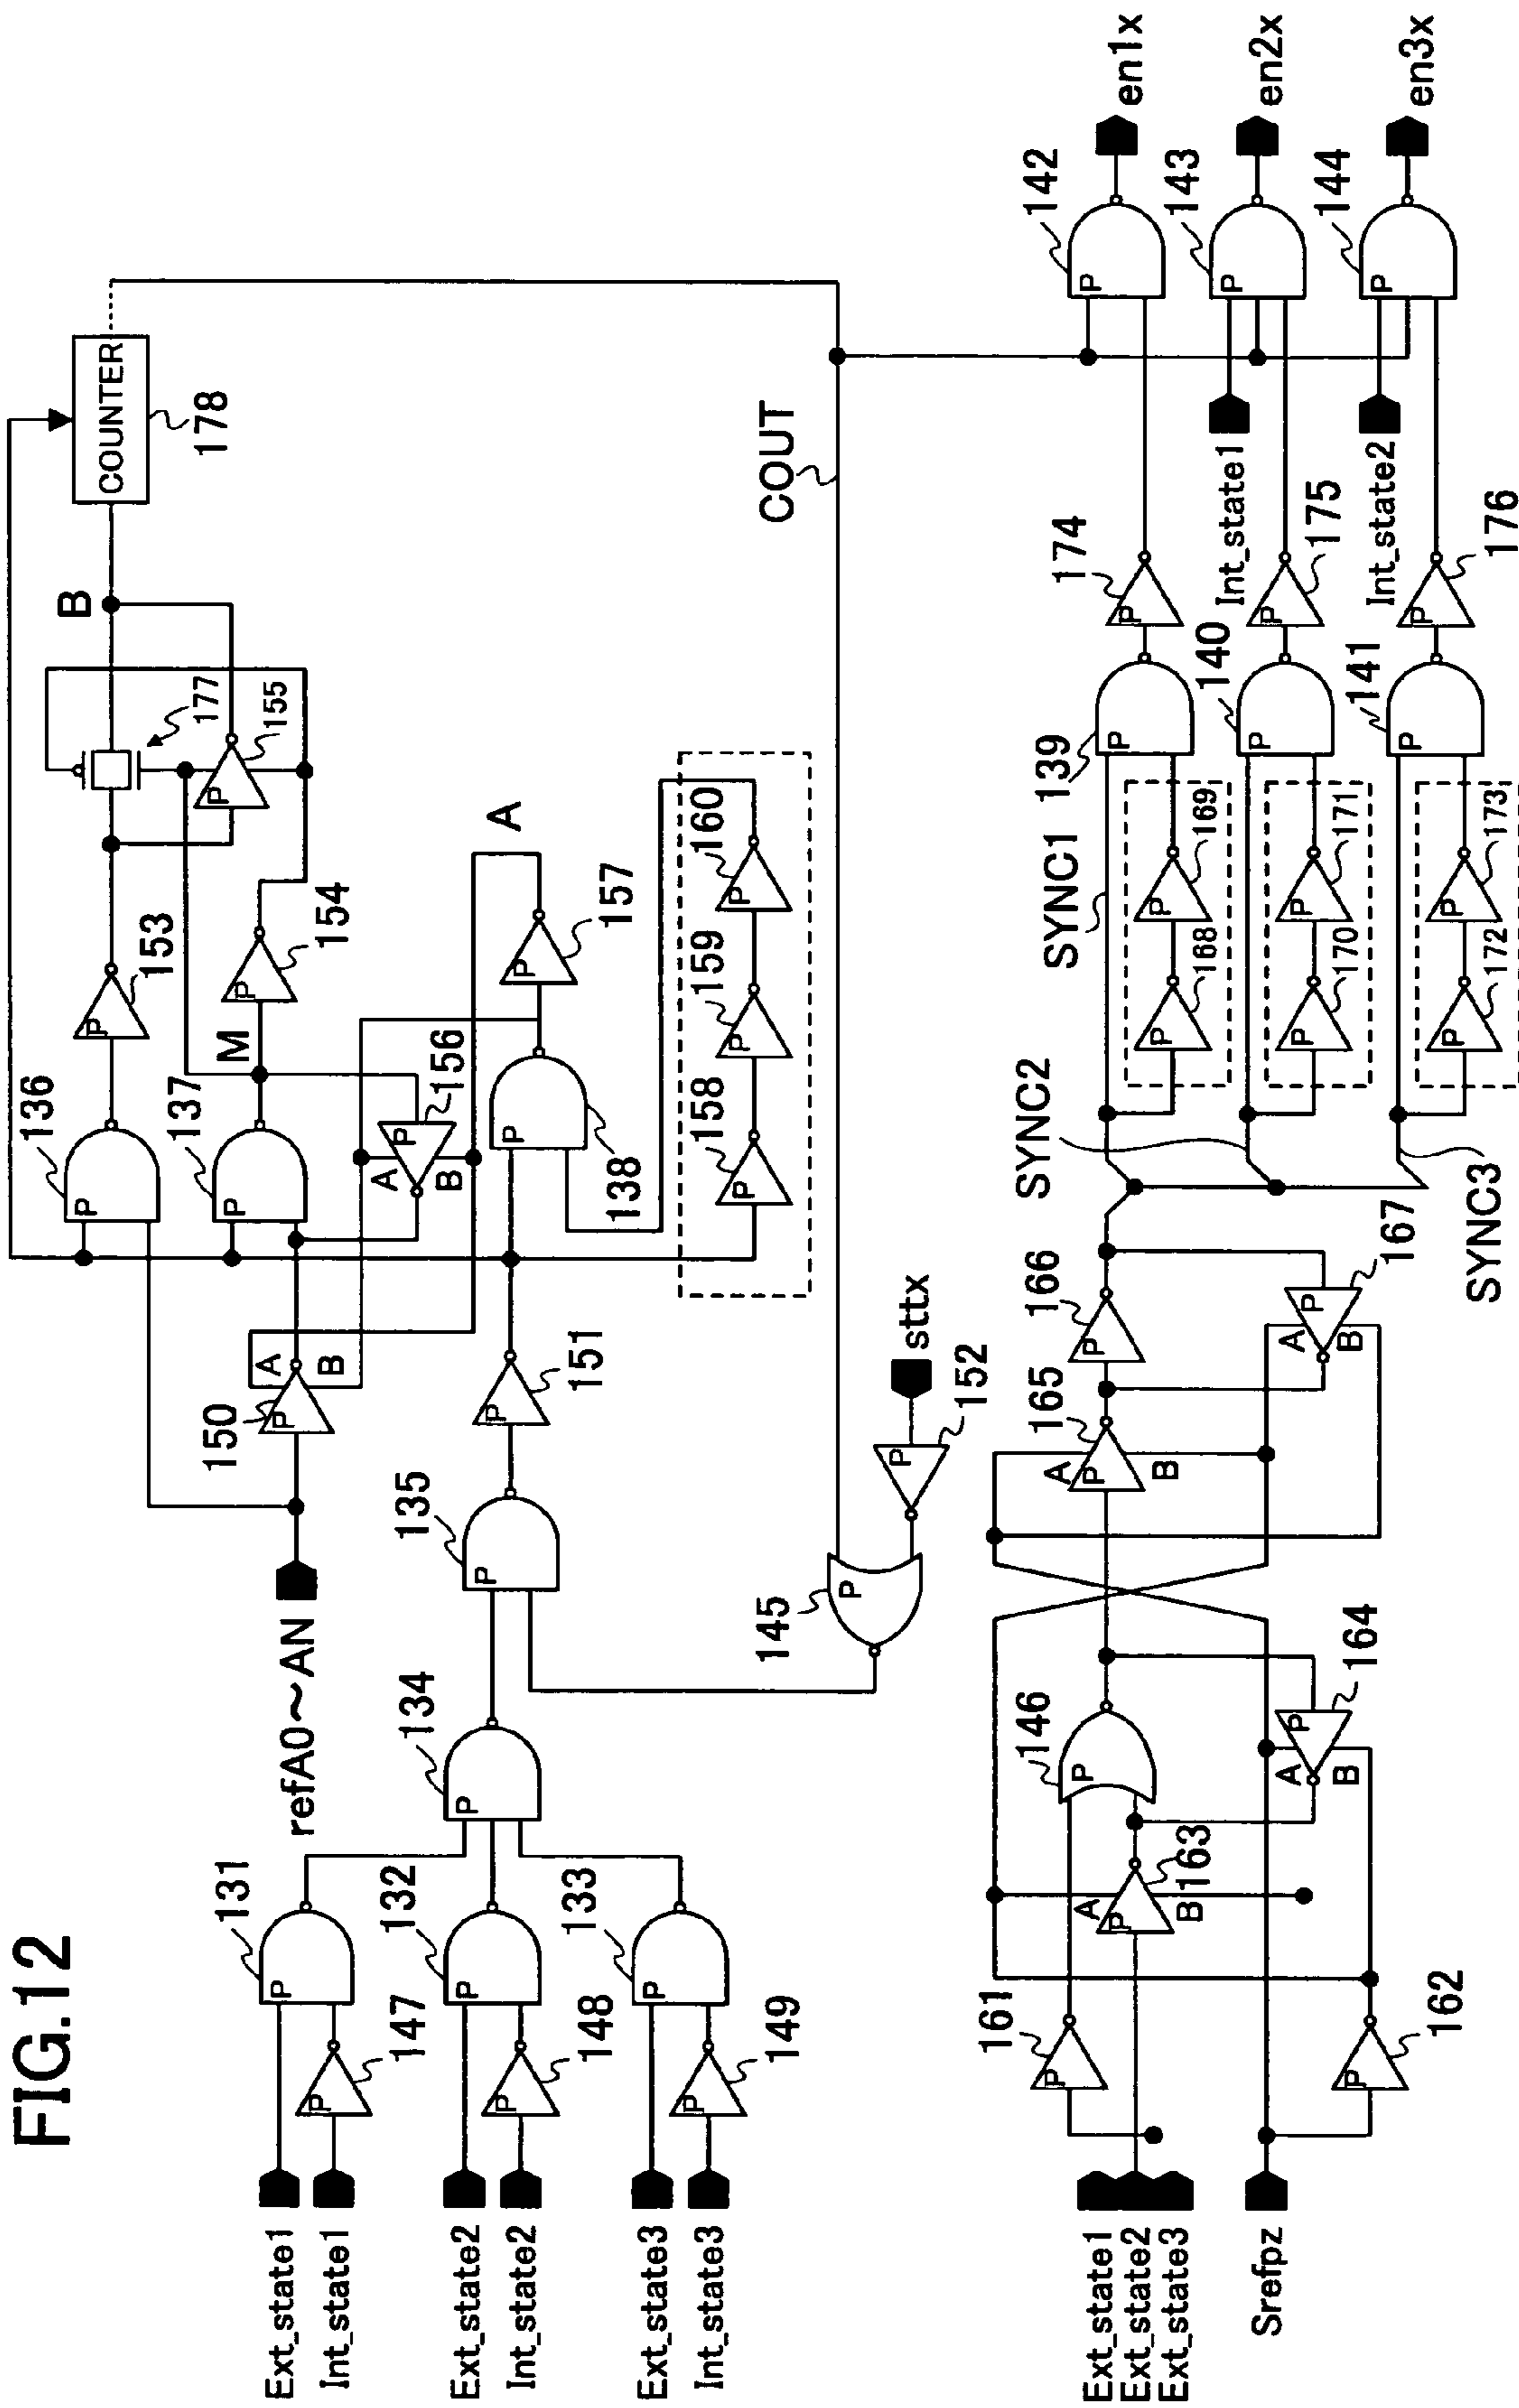 FIG.12
Ext_state1
Int_state1
Ext_state2
Int_state2
Ext_state3
Int_state3
131
P
P
147
132
P
P
148
133
P
P
149
134
P
135
P
151
P
refA0~AN
150
P
A
B
136
P
137
P
153
P
M
154
P
156
P
A
B
138
P
157
P
A
158
P
159
P
160
P
177
155
P
B
COUNTER
178
COUT
145
P
sttx
152
P
Ext_state1
Ext_state2
Ext_state3
Srefpz
161
P
162
P
163
P
A
B
146
P
164
P
A
B
165
P
A
B
166
P
167
P
A
B
SYNC1
SYNC2
SYNC3
168
P
169
P
170
P
171
P
172
P
173
P
139
P
140
P
141
P
174
P
175
P
176
P
Int_state1
Int_state2
142
P
143
P
144
P
en1x
en2x
en3x